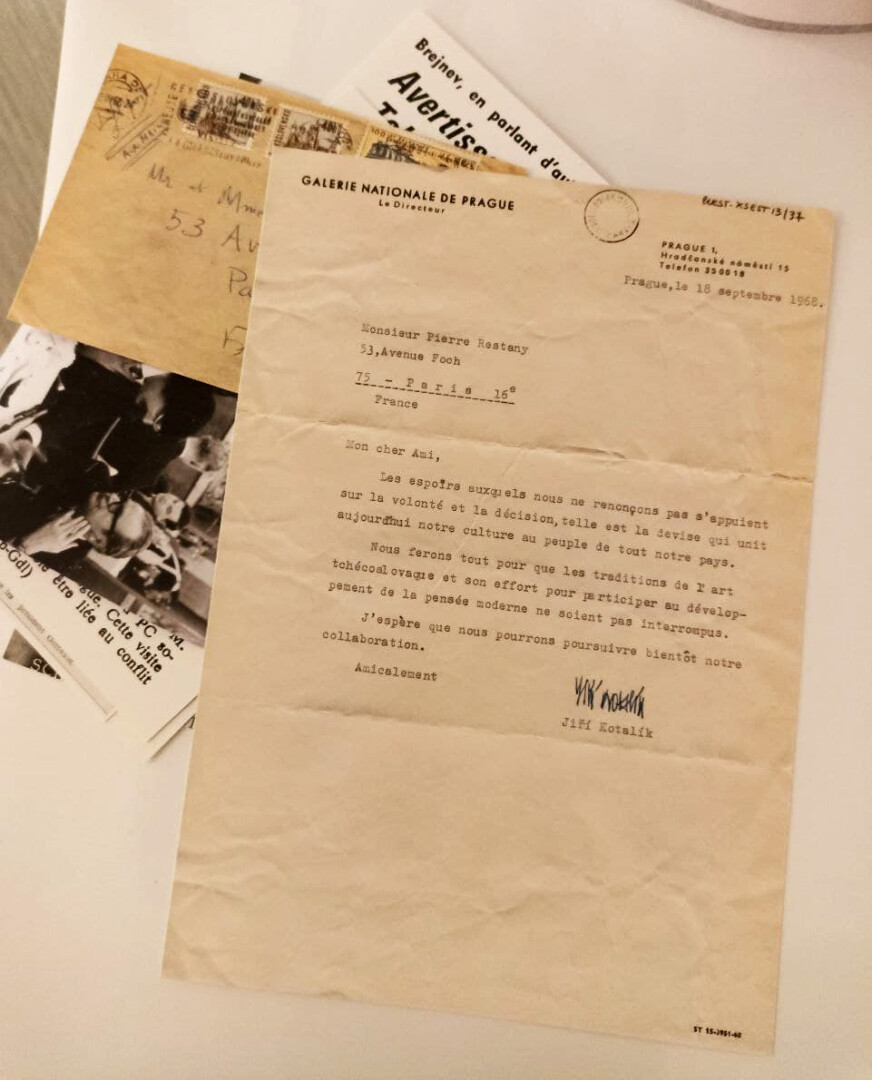 Brejnev, en parlant
Avertiss
Mr et Mme
53 Av
Pa
GALERIE NATIONALE DE PRAGUE
Le Directeur
PRAGUE 1,
Hradčanské náměstí 15
Telefon 350018
Prague,le 18 septembre 1968.
Monsieur Pierre Restany
53,Avenue Foch
75 - Paris 16e
France
Mon cher Ami,
Les espoirs auxquels nous ne renonçons pas s'appuient
sur la volonté et la décision,telle est la devise qui unit
aujourdhui notre culture au peuple de tout notre pays.
Nous ferons tout pour que les traditions de l'art
tchécoslovaque et son effort pour participer au dévelop-
pement de la pensée moderne ne soient pas interrompus.
J'espère que nous pourrons poursuivre bientôt notre
collaboration.
Amicalement
Jiří Kotalík
PC so-
gue. Cette visite
être liée au conflit